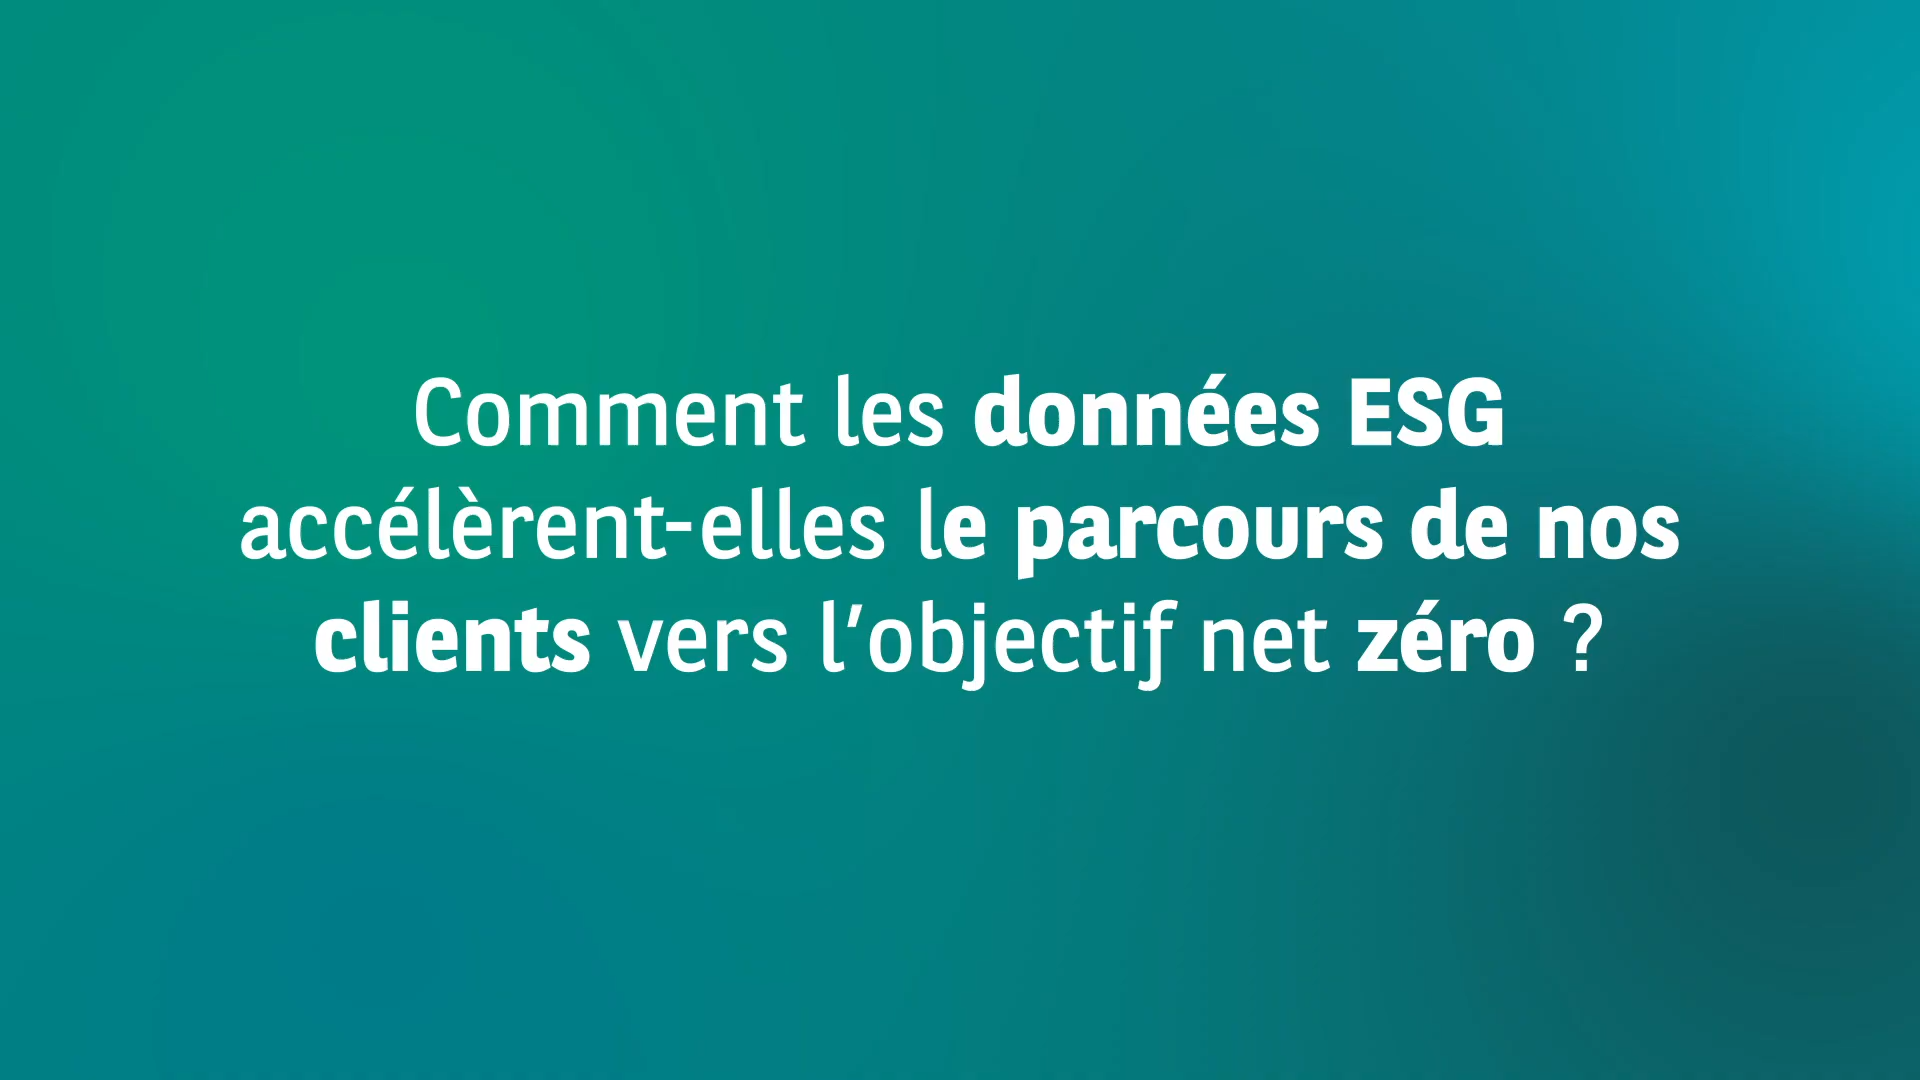 Comment les données ESG
accélèrent-elles le parcours de nos
clients vers l’objectif net zéro ?